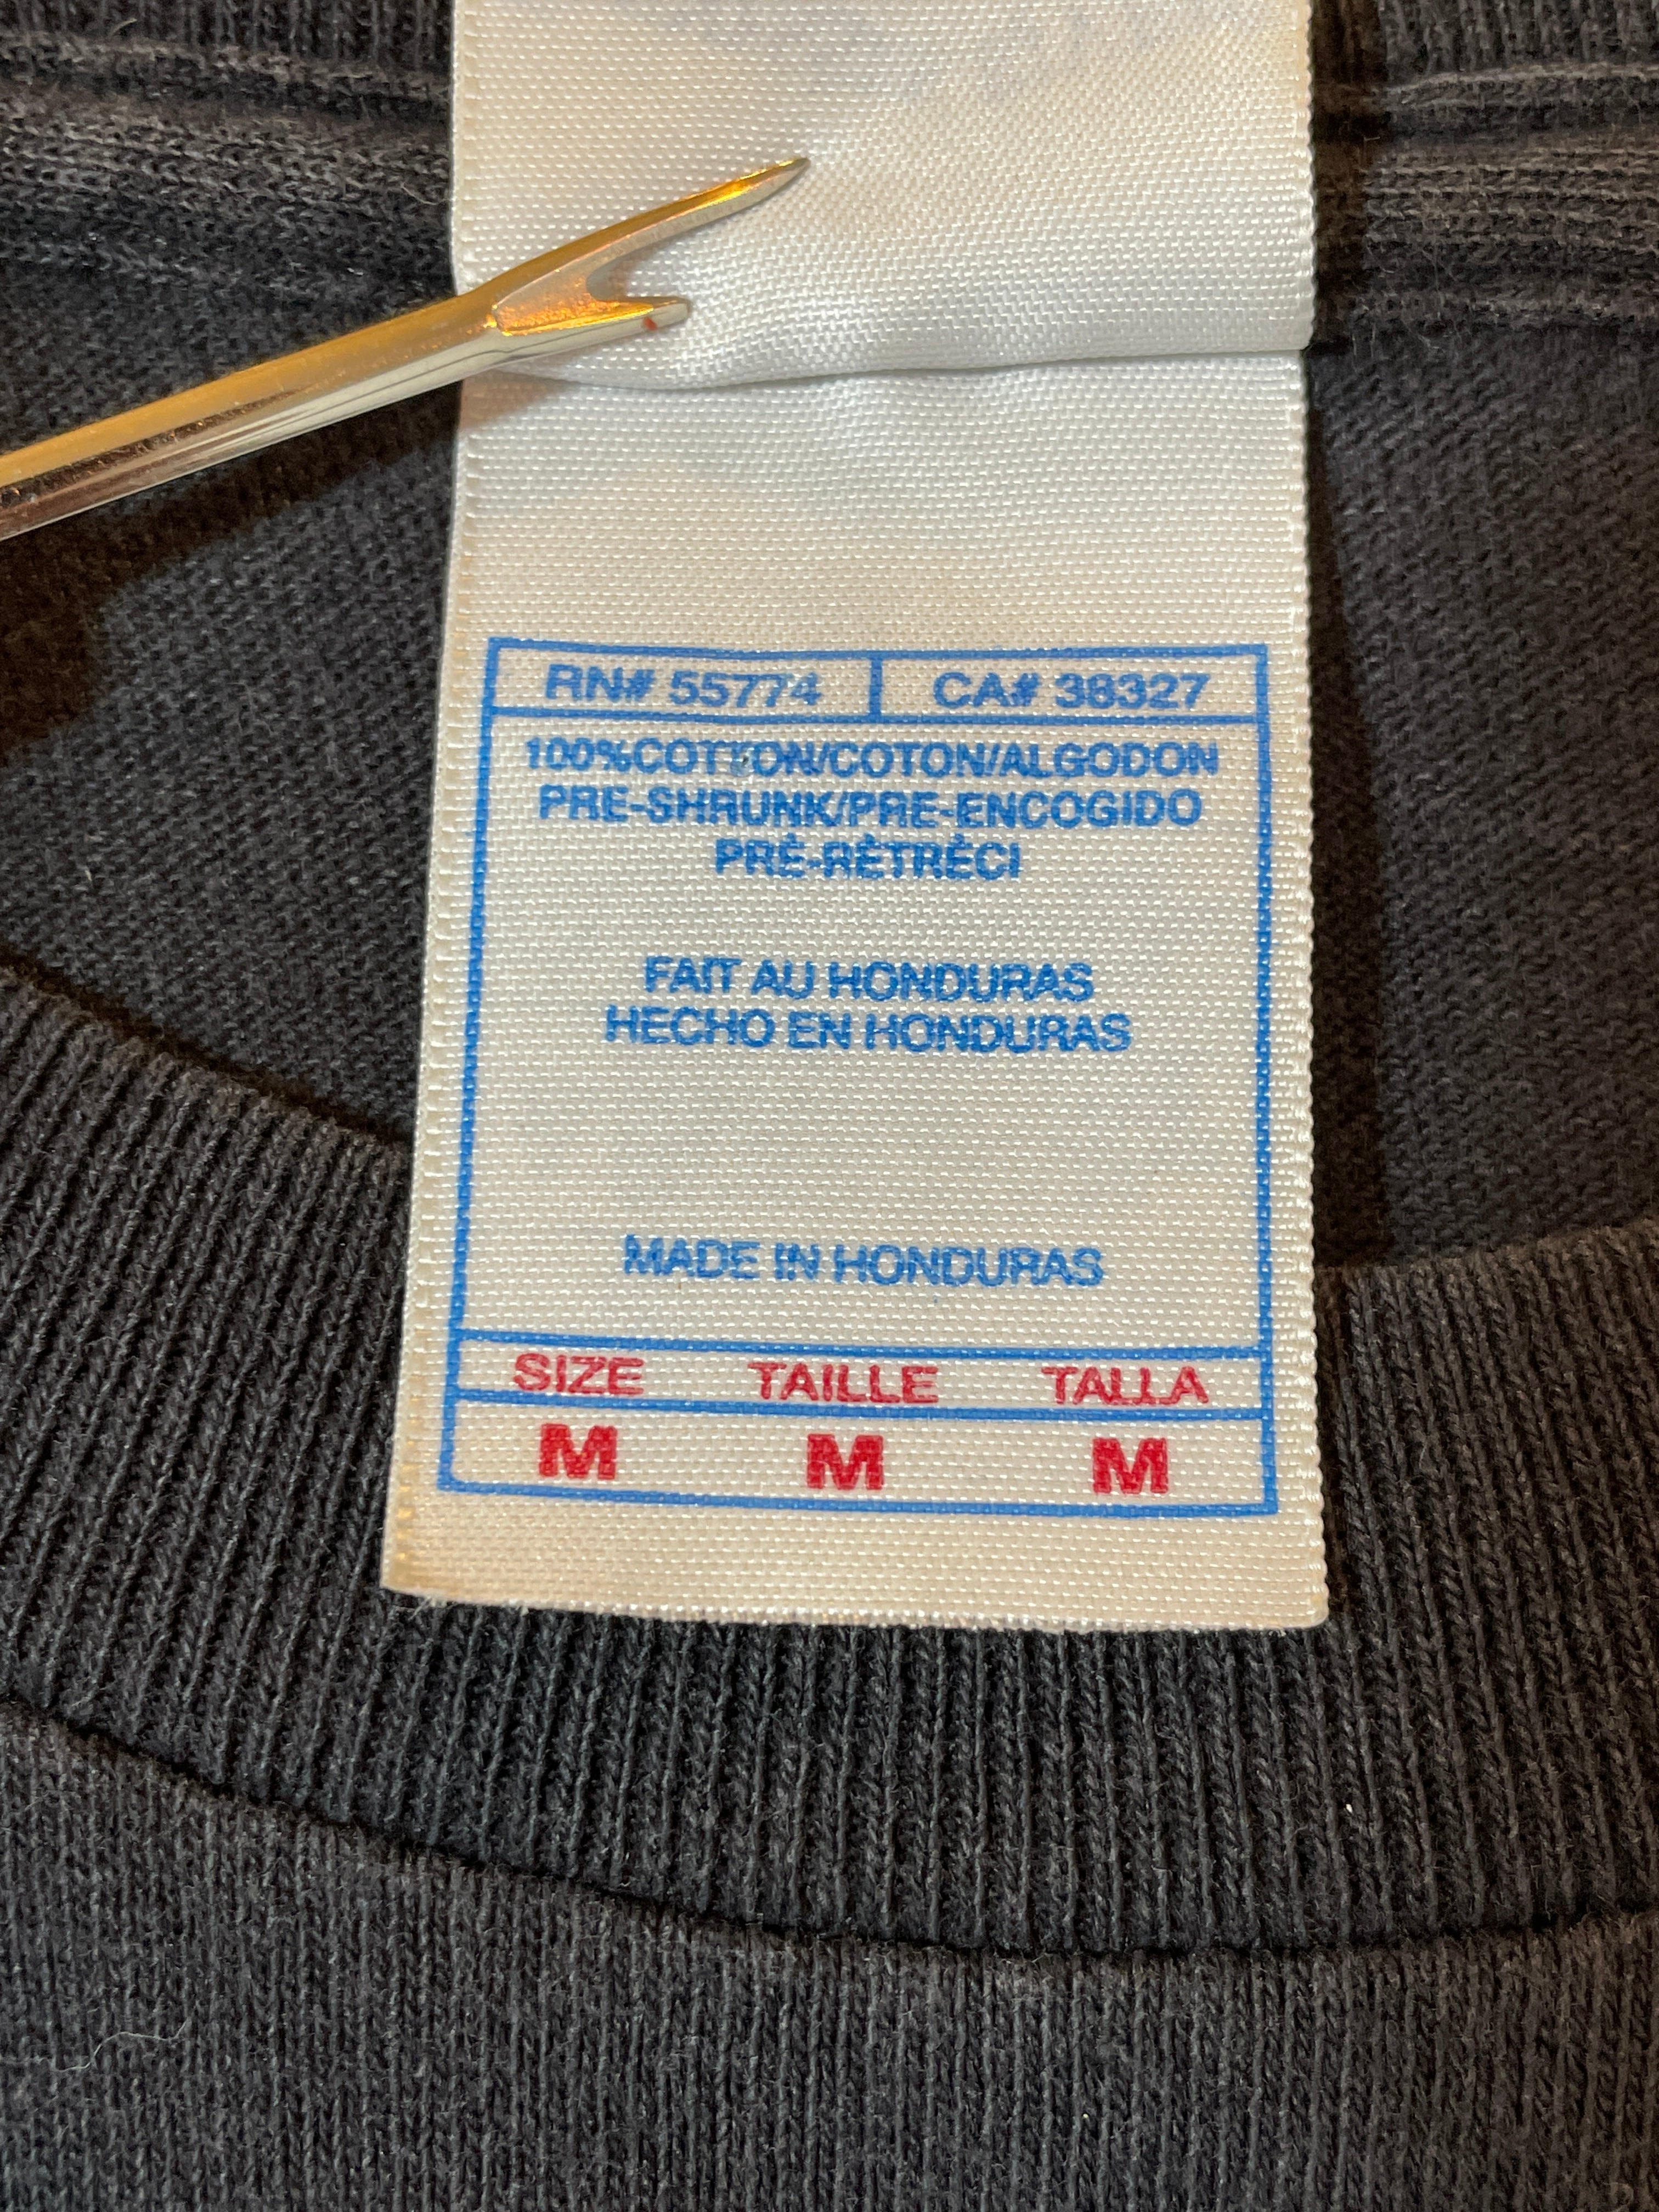 RN# 55774 CA# 38327
100%COTTON/COTON/ALGODON
PRE-SHRUNK/PRE-ENCOGIDO
PRÉ-RÉTRÉCI
FAIT AU HONDURAS
HECHO EN HONDURAS
MADE IN HONDURAS
SIZE TAILLE TALLA
M M M